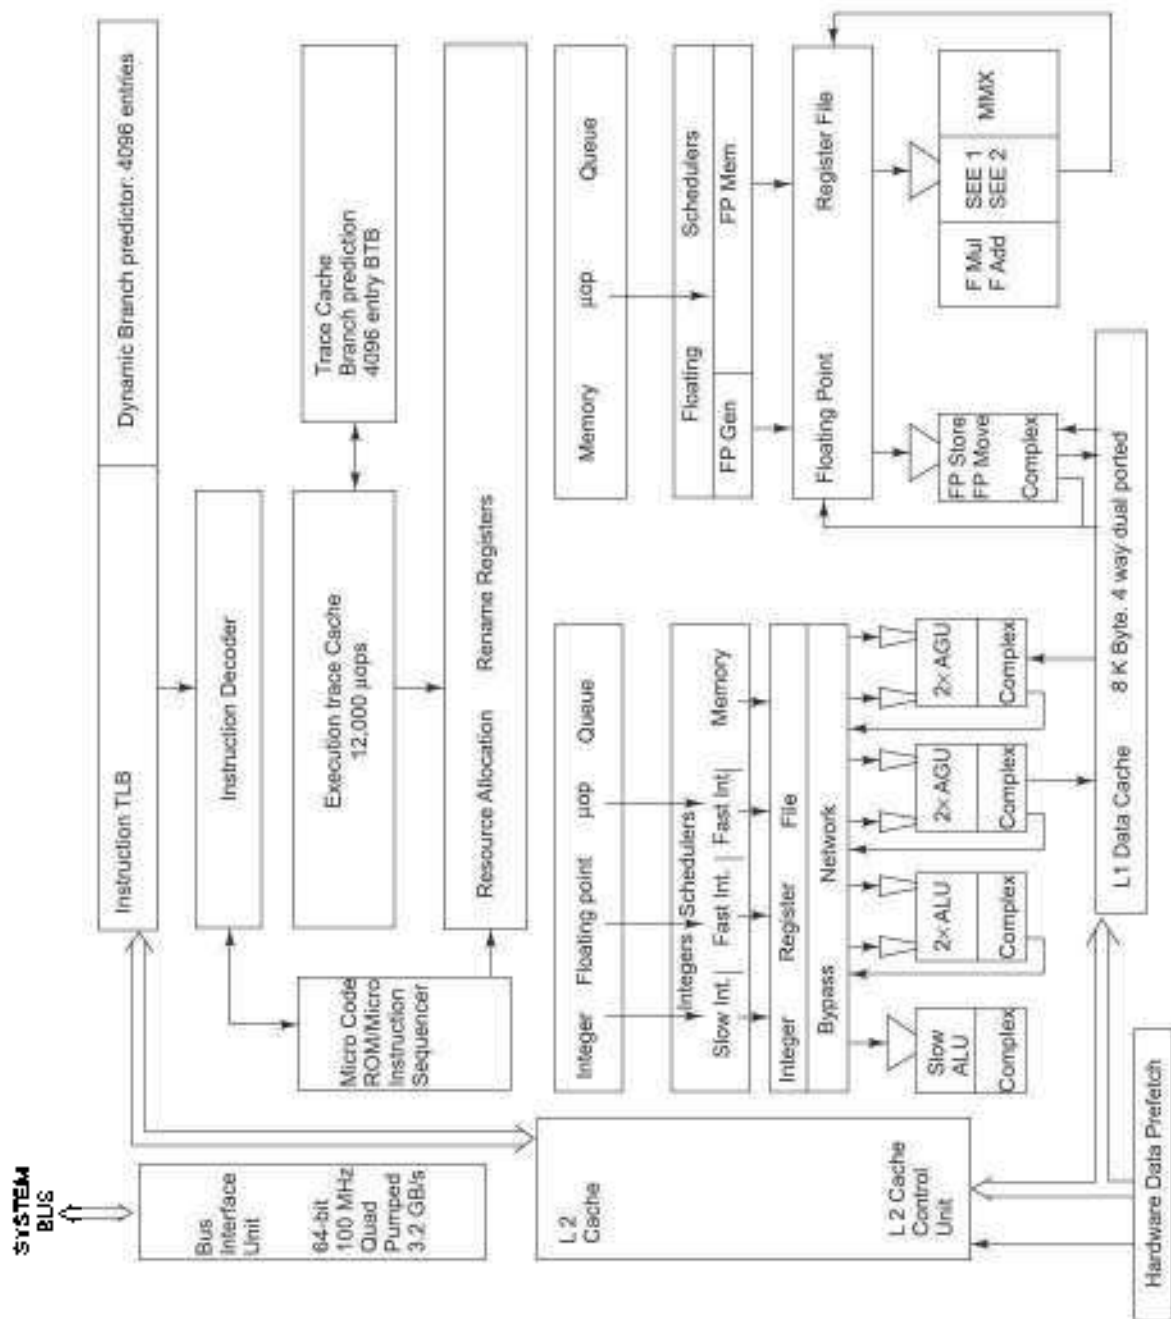 SYSTEM
BUS
Bus
Interface
Unit
64-bit
100 MHz
Quad
Pumped
3.2 GB/s
Instruction TLB
Dynamic Branch predictor: 4096 entries
Instruction Decoder
Micro Code
ROM/Micro
Instruction
Sequencer
Execution trace Cache
12,000 µops
Trace Cache
Branch prediction
4096 entry BTB
Resource Allocation Rename Registers
Integer Floating point µop Queue
Memory µop Queue
Integers Schedulers
Slow Int.| Fast Int. | Fast Int.| Memory
Floating Schedulers
FP Gen FP Mem
Integer Register File
Bypass Network
Floating Point Register File
L 2
Cache
L 2 Cache
Control
Unit
Slow
ALU
Complex
2× ALU
Complex
2× AGU
Complex
2× AGU
Complex
FP Store
FP Move
Complex
F Mul
F Add
SEE 1
SEE 2
MMX
L1 Data Cache 8 K Byte. 4 way dual ported
Hardware Data Prefetch